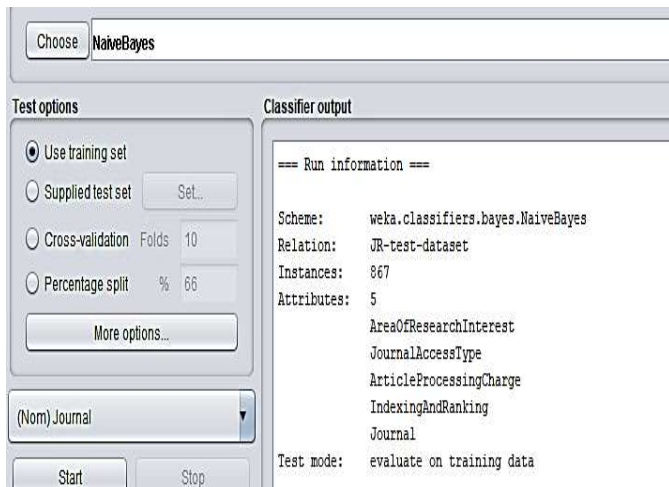 Choose NaiveBayes
Test options
Use training set
Supplied test set Set...
Cross-validation Folds 10
Percentage split % 66
More options...
(Nom) Journal
Start Stop
Classifier output
=== Run information ===
Scheme: weka.classifiers.bayes.NaiveBayes
Relation: JR-test-dataset
Instances: 867
Attributes: 5
AreaOfResearchInterest
JournalAccessType
ArticleProcessingCharge
IndexingAndRanking
Journal
Test mode: evaluate on training data